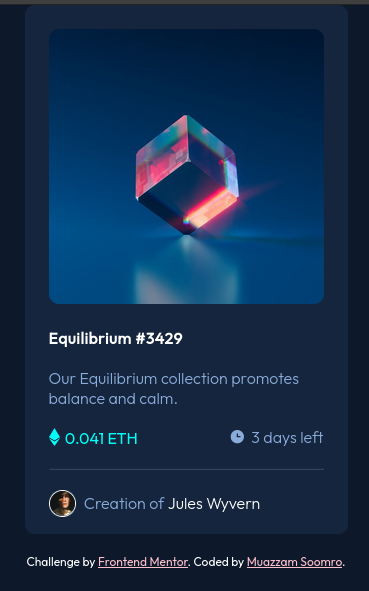 Equilibrium #3429
Our Equilibrium collection promotes
balance and calm.
0.041 ETH
3 days left
Creation of Jules Wyvern
Challenge by Frontend Mentor. Coded by Muazzam Soomro.